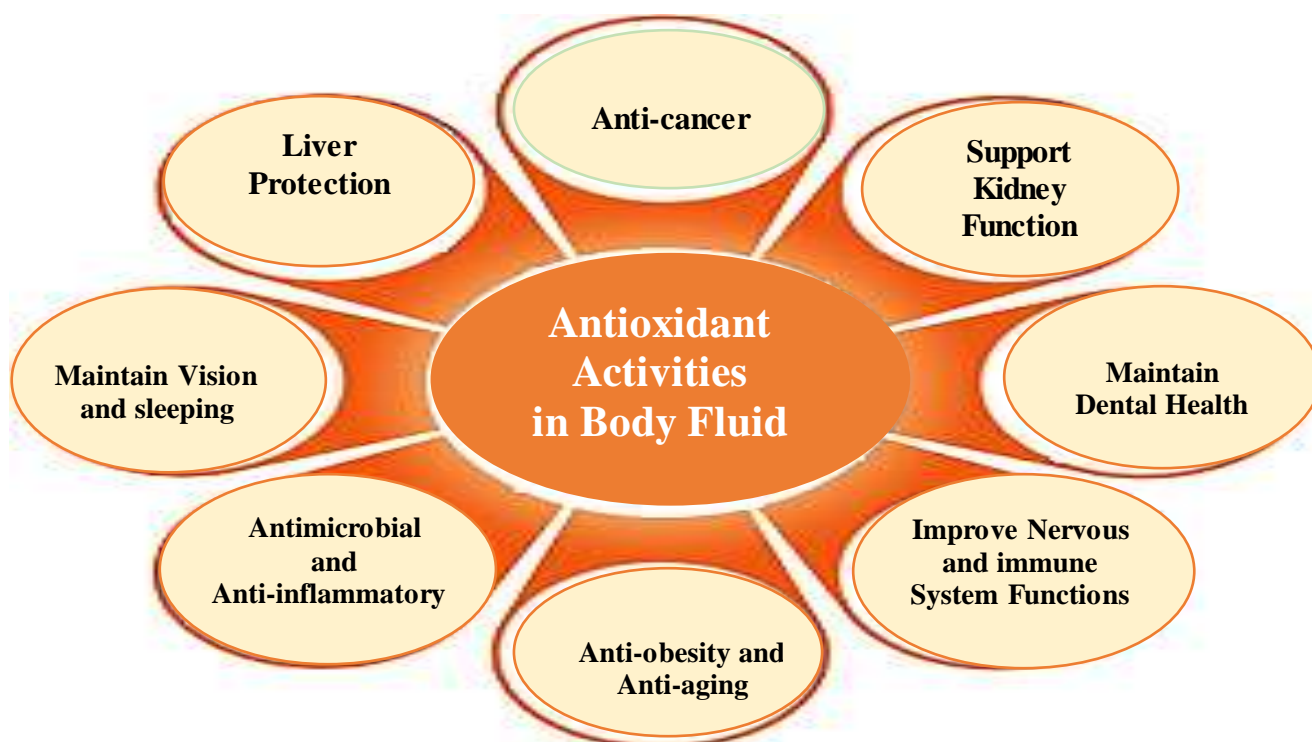 Anti-cancer
Liver
Protection
Support
Kidney
Function
Antioxidant
Activities
in Body Fluid
Maintain Vision
and sleeping
Maintain
Dental Health
Antimicrobial
and
Anti-inflammatory
Improve Nervous
and immune
System Functions
Anti-obesity and
Anti-aging